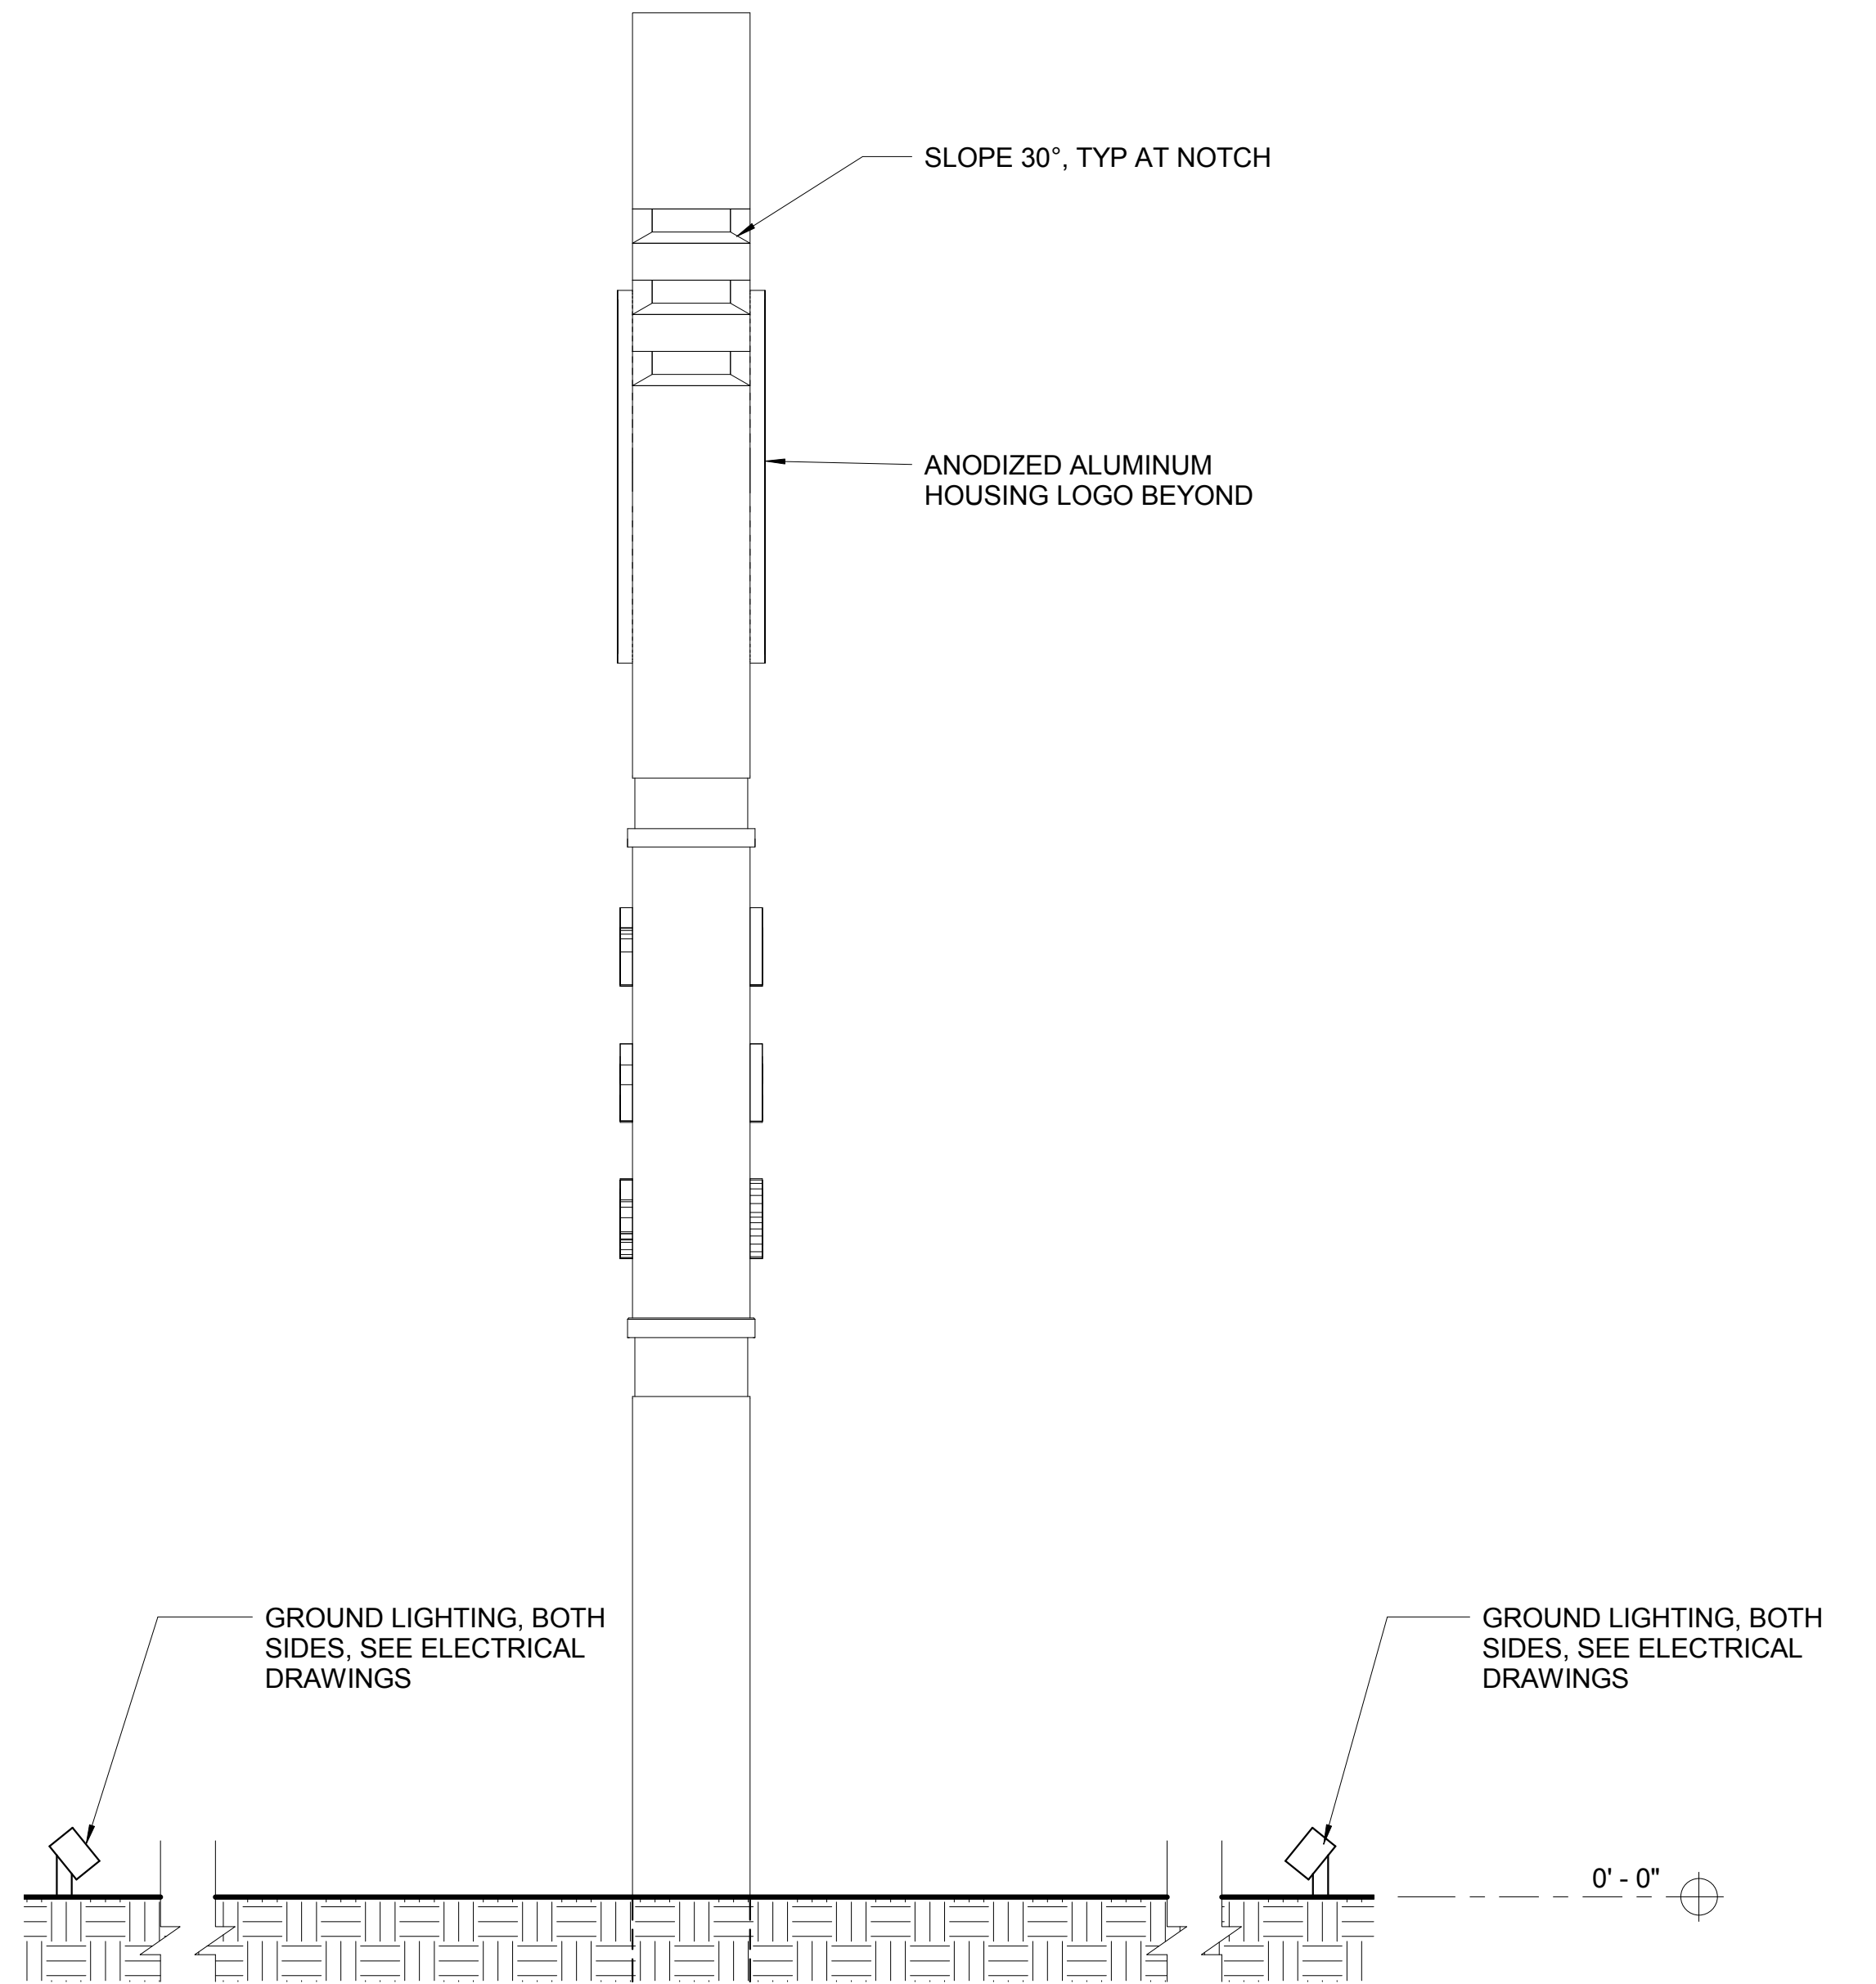 SLOPE 30°, TYP AT NOTCH
ANODIZED ALUMINUM
HOUSING LOGO BEYOND
GROUND LIGHTING, BOTH
SIDES, SEE ELECTRICAL
DRAWINGS
GROUND LIGHTING, BOTH
SIDES, SEE ELECTRICAL
DRAWINGS
0' - 0"